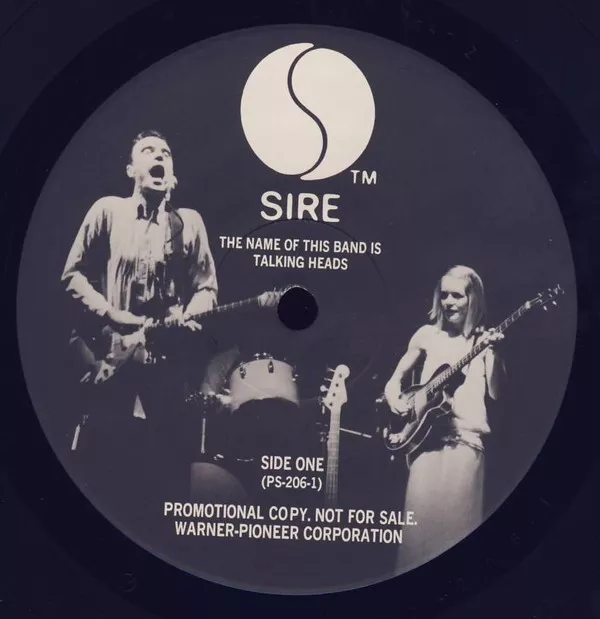 TM
SIRE
THE NAME OF THIS BAND IS
TALKING HEADS
SIDE ONE
(PS-206-1)
PROMOTIONAL COPY. NOT FOR SALE.
WARNER-PIONEER CORPORATION